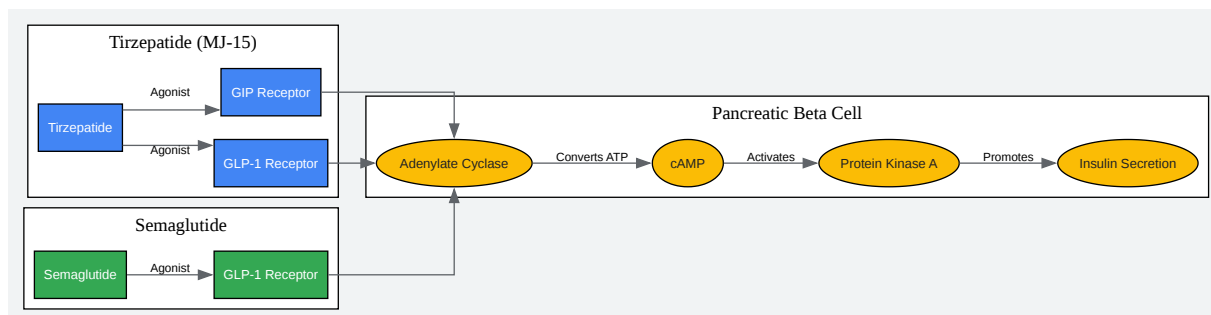 Tirzepatide (MJ-15)
Tirzepatide
Agonist
GIP Receptor
Agonist
GLP-1 Receptor
Pancreatic Beta Cell
Adenylate Cyclase
Converts ATP
cAMP
Activates
Protein Kinase A
Promotes
Insulin Secretion
Semaglutide
Semaglutide
Agonist
GLP-1 Receptor